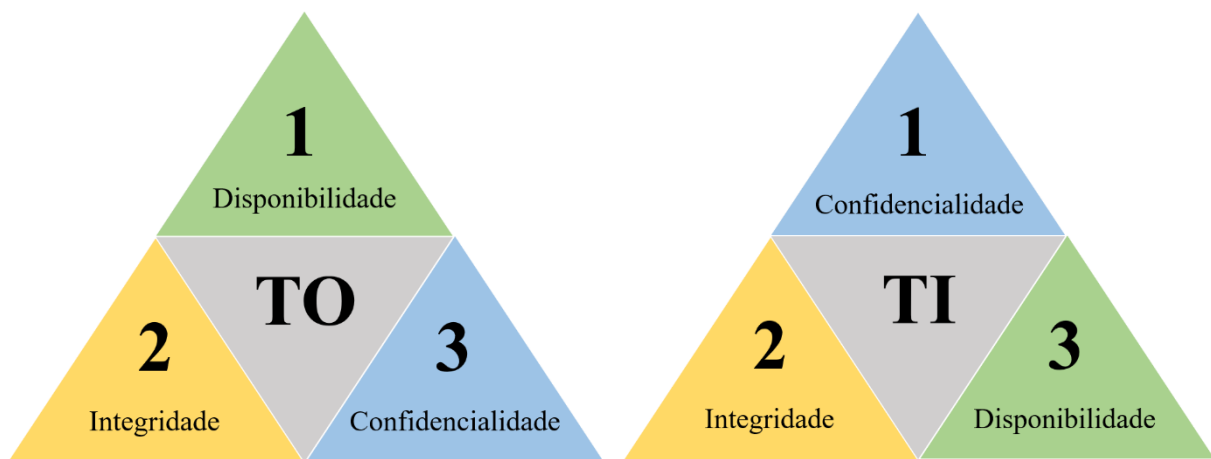 1
Disponibilidade
TO
2
Integridade
3
Confidencialidade
1
Confidencialidade
TI
2
Integridade
3
Disponibilidade